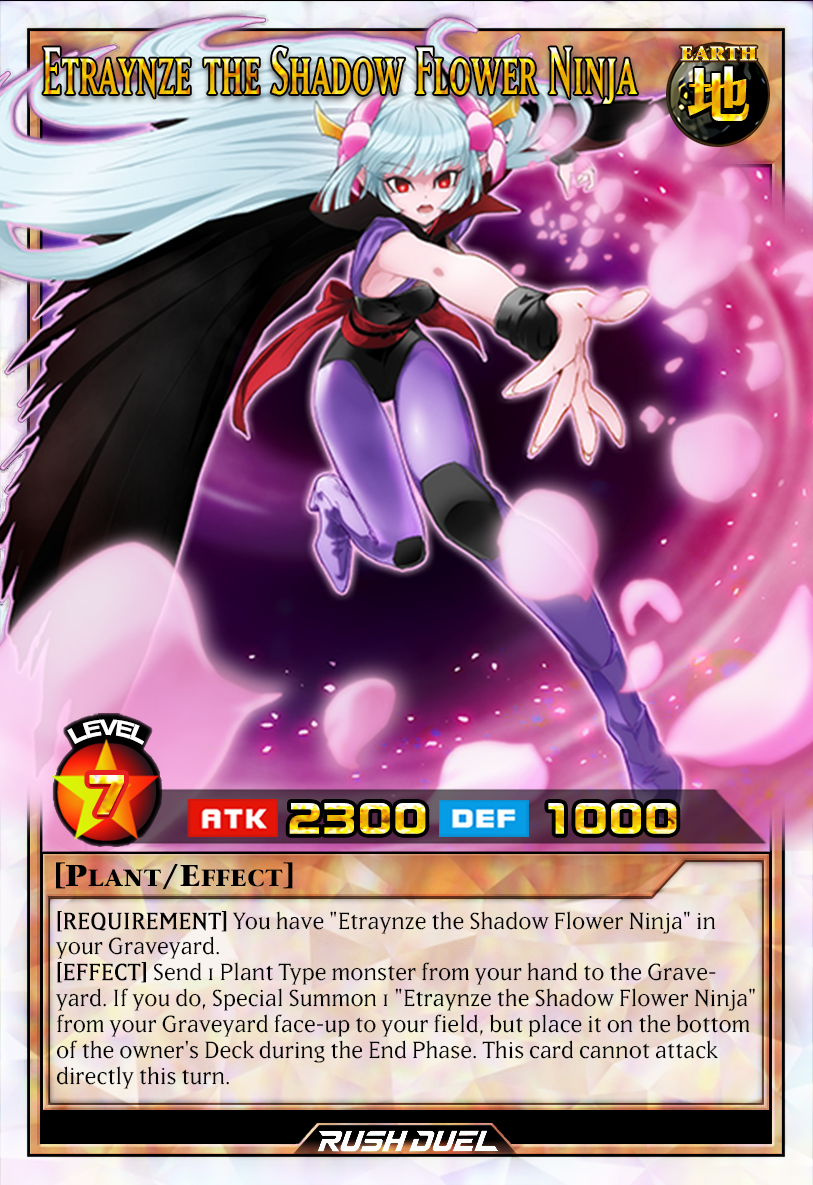 Etraynze the Shadow Flower Ninja
EARTH
地
LEVEL
7
ATK 2300 DEF 1000
[Plant/Effect]
[REQUIREMENT] You have "Etraynze the Shadow Flower Ninja" in
your Graveyard.
[EFFECT] Send 1 Plant Type monster from your hand to the Grave-
yard. If you do, Special Summon 1 "Etraynze the Shadow Flower Ninja"
from your Graveyard face-up to your field, but place it on the bottom
of the owner's Deck during the End Phase. This card cannot attack
directly this turn.
RUSH DUEL